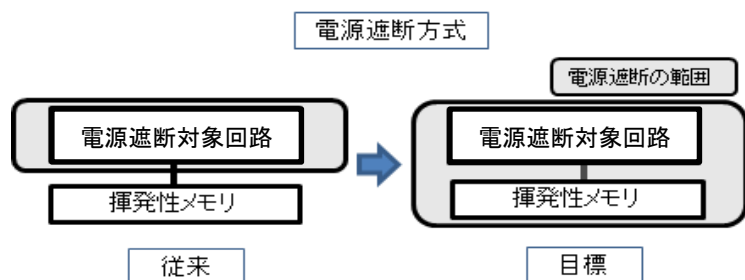 電源遮断方式
電源遮断の範囲
電源遮断対象回路
揮発性メモリ
従来
電源遮断対象回路
揮発性メモリ
目標